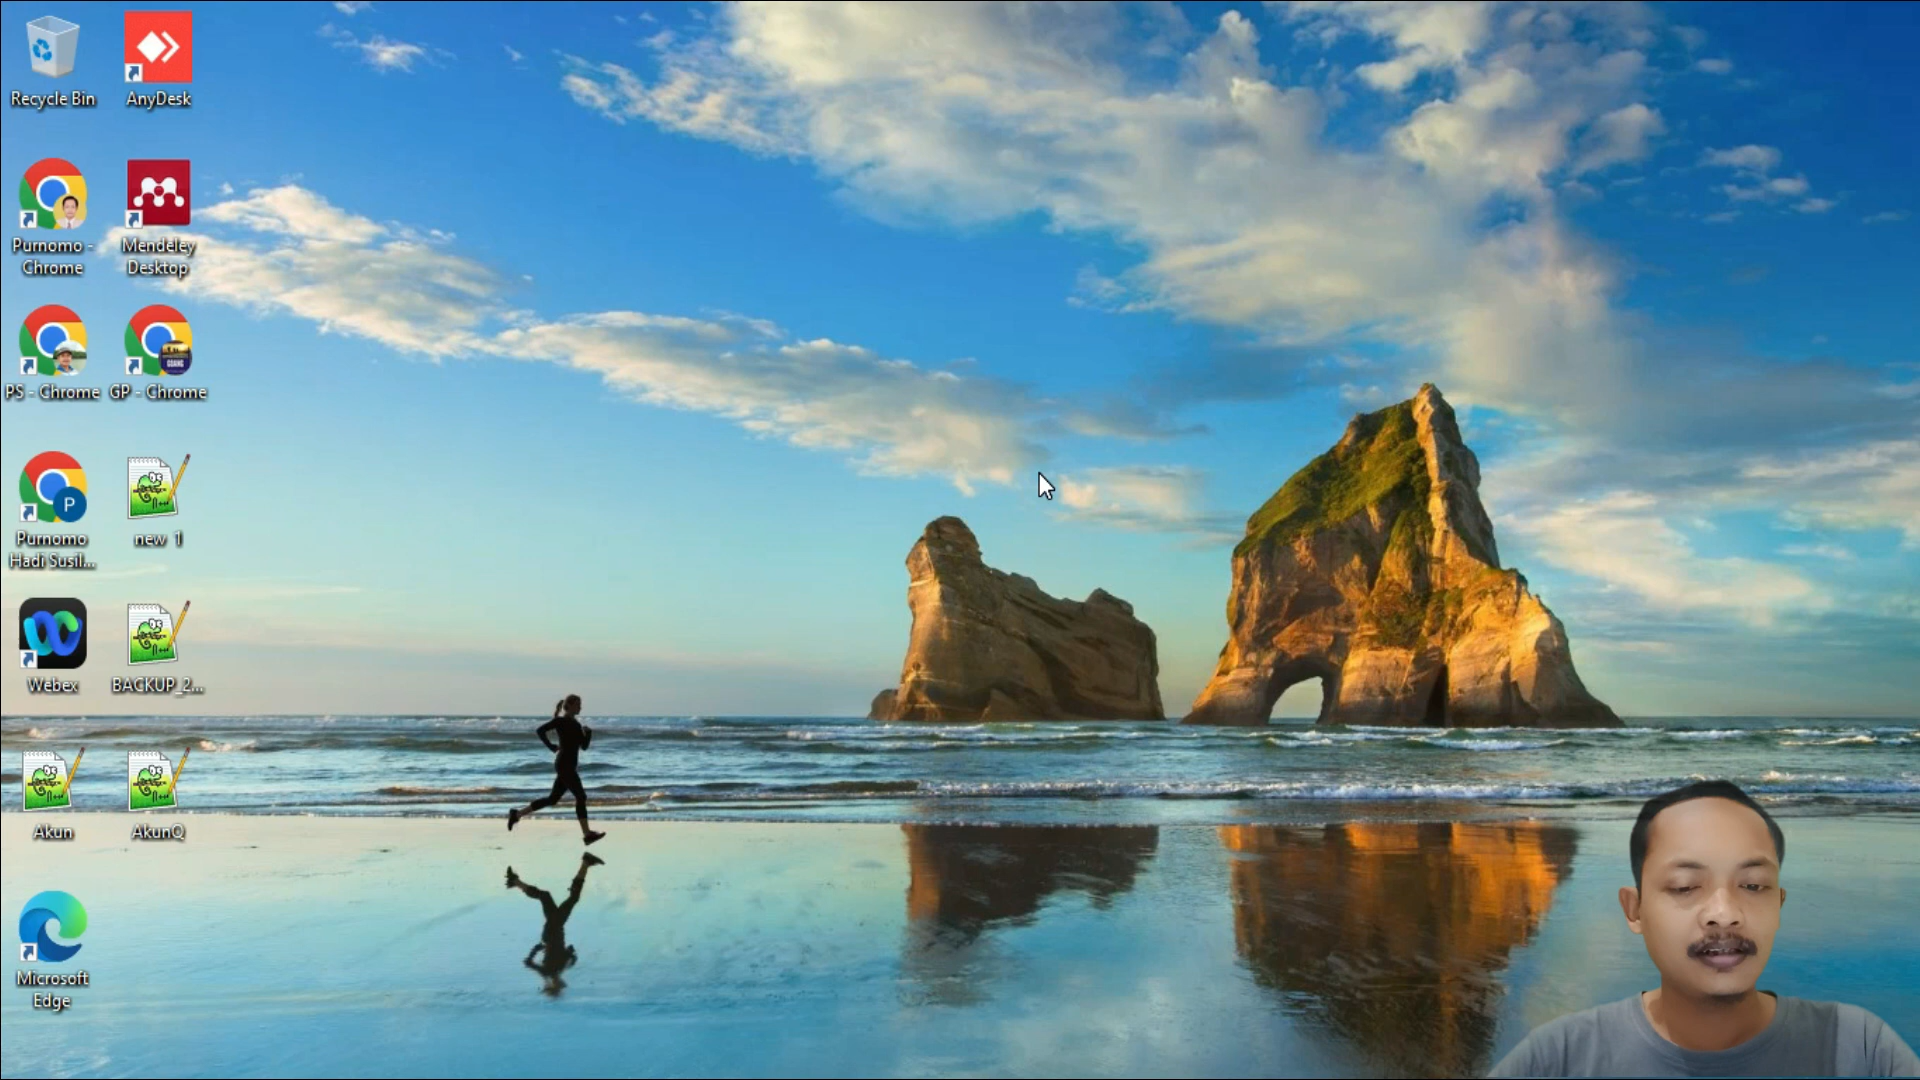 Recycle Bin
AnyDesk
Purnomo -
Chrome
Mendeley
Desktop
PS - Chrome
GP - Chrome
P
Purnomo
Hadi Susil...
new 1
Webex
BACKUP_2...
Akun
AkunQ
Microsoft
Edge